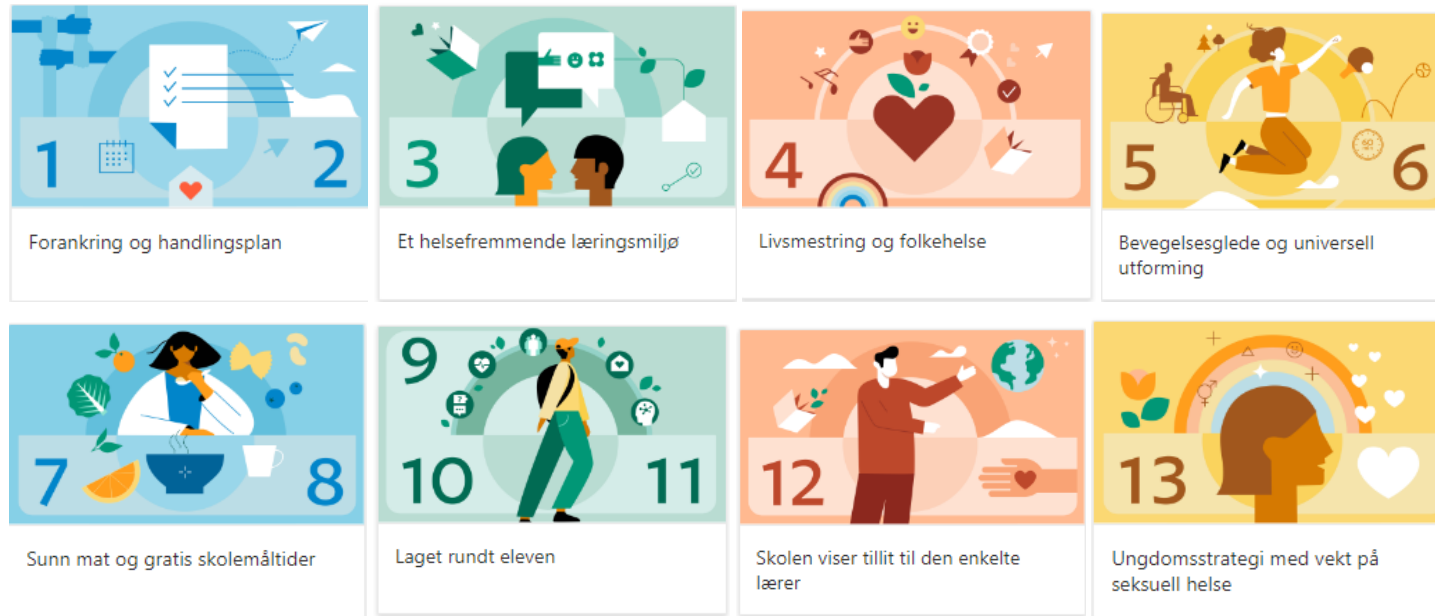 1
2
Forankring og handlingsplan
3
Et helsefremmende læringsmiljø
4
Livsmestring og folkehelse
5
6
60
Bevegelsesglede og universell
utforming
7
8
Sunn mat og gratis skolemåltider
9
10
11
Laget rundt eleven
12
Skolen viser tillit til den enkelte
lærer
13
Ungdomsstrategi med vekt på
seksuell helse